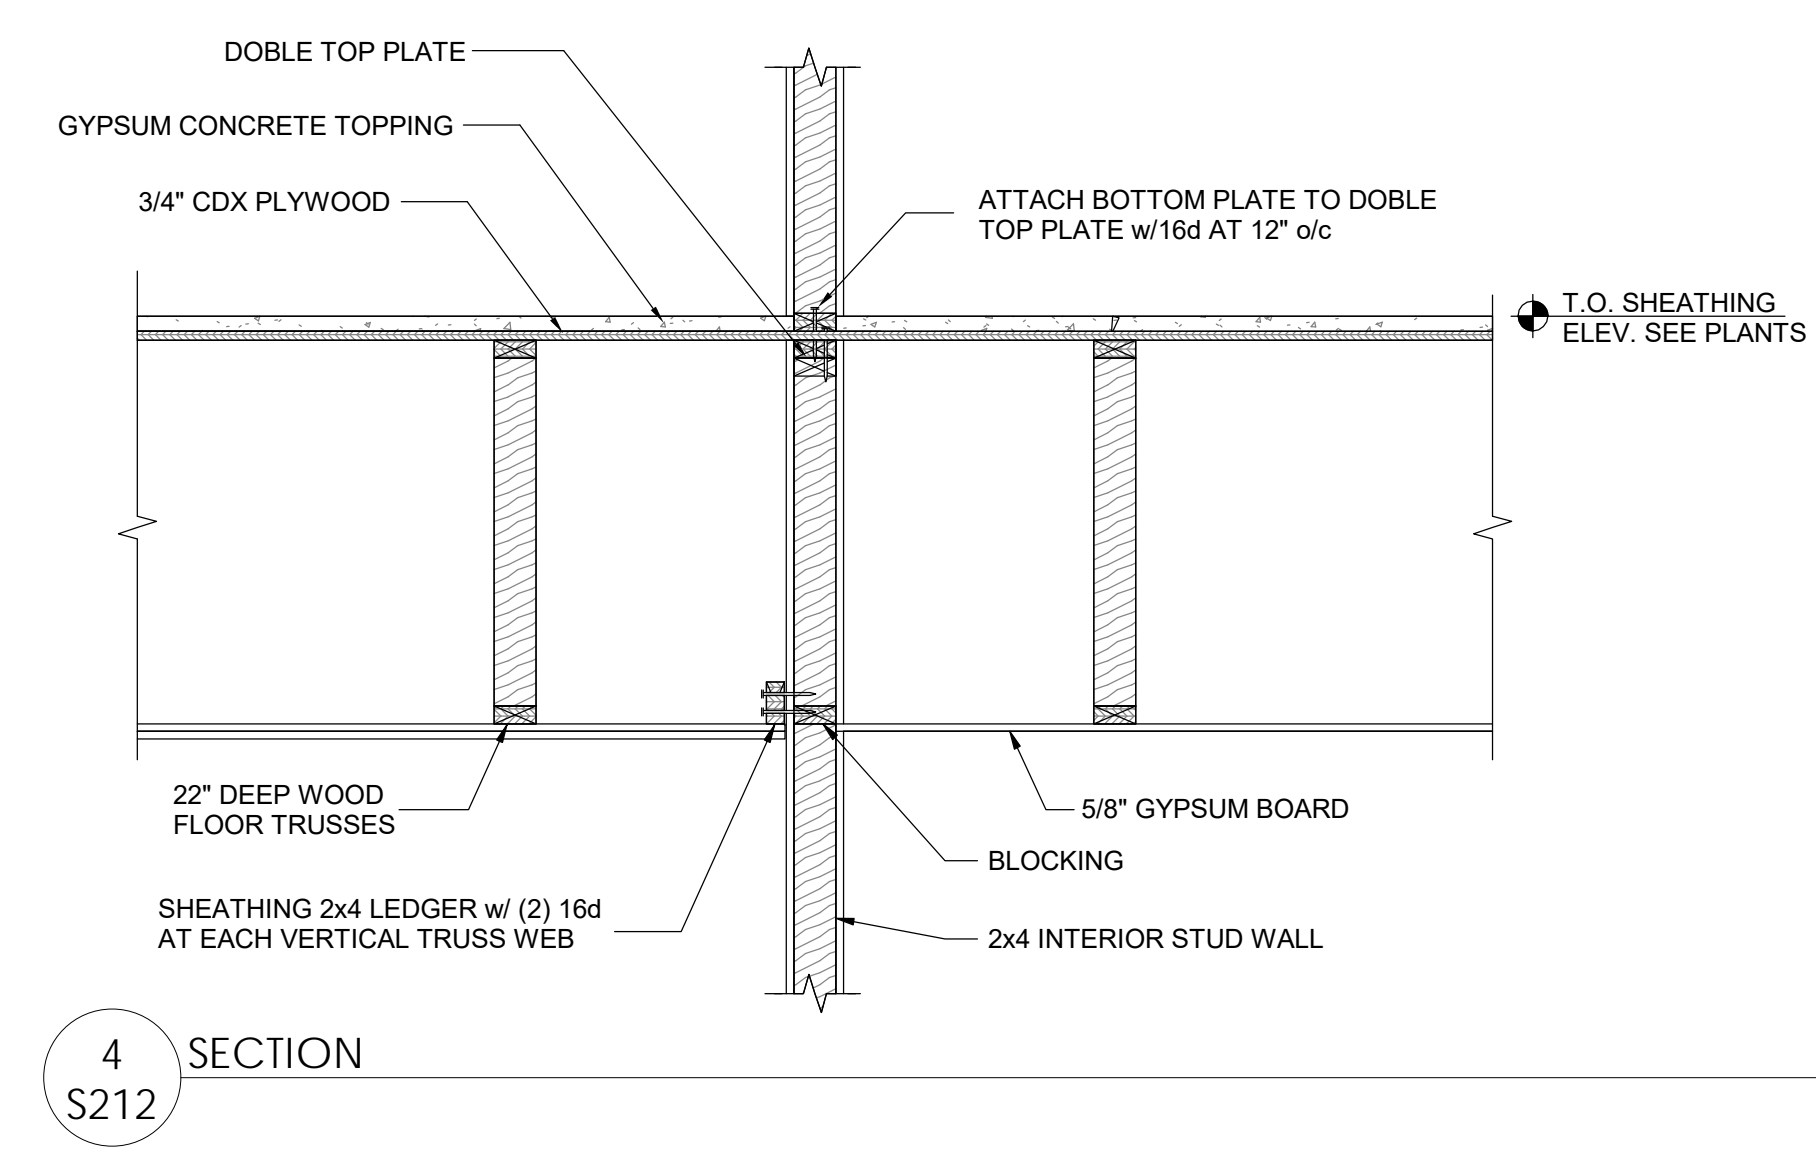 DOBLE TOP PLATE
GYPSUM CONCRETE TOPPING
3/4" CDX PLYWOOD
ATTACH BOTTOM PLATE TO DOBLE
TOP PLATE w/16d AT 12" o/c
T.O. SHEATHING
ELEV. SEE PLANTS
22" DEEP WOOD
FLOOR TRUSSES
5/8" GYPSUM BOARD
BLOCKING
SHEATHING 2x4 LEDGER w/ (2) 16d
AT EACH VERTICAL TRUSS WEB
2x4 INTERIOR STUD WALL
4
S212
SECTION